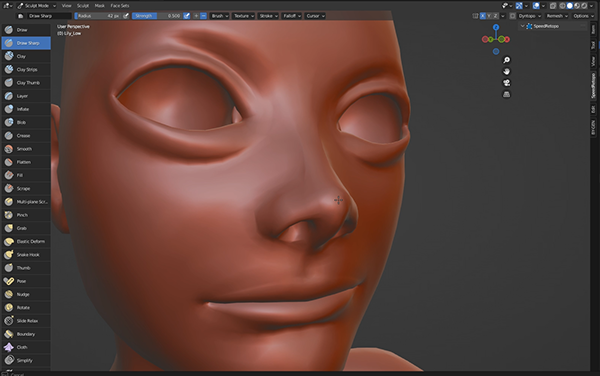 Sculpt Mode View Sculpt Mask Face Sets
Draw Sharp Radius 42 px Strength 0.500 Brush Texture Stroke Falloff Cursor X Y Z Dyntopo Remesh Options
User Perspective
(0) Lily_Low
SpeedRetopo
Draw
Draw Sharp
Clay
Clay Strips
Clay Thumb
Layer
Inflate
Blob
Crease
Smooth
Flatten
Fill
Scrape
Multi-plane Scr...
Pinch
Grab
Elastic Deform
Snake Hook
Thumb
Pose
Nudge
Rotate
Slide Relax
Boundary
Cloth
Simplify
Cancel
Item
Tool
View
SpeedRetopo
Edit